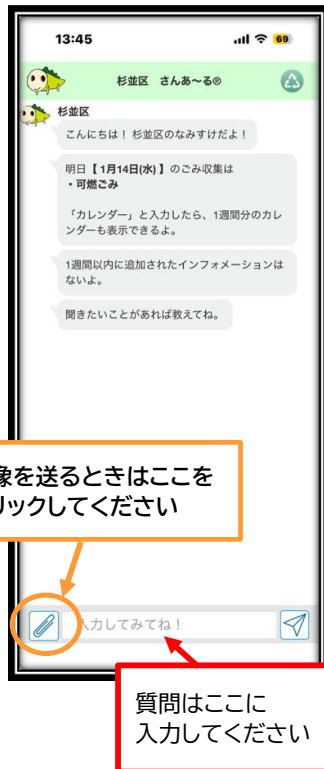 13:45
69
杉並区 さんあ～る®
杉並区
こんにちは！杉並区のなみすけだよ！
明日【1月14日(水)】のごみ収集は
・可燃ごみ
「カレンダー」と入力したら、1週間分のカレ
ンダーも表示できるよ。
1週間以内に追加されたインフォメーションは
ないよ。
聞きたいことがあれば教えてね。
像を送るときはここを
リックしてください
入力してみてね！
質問はここに
入力してください